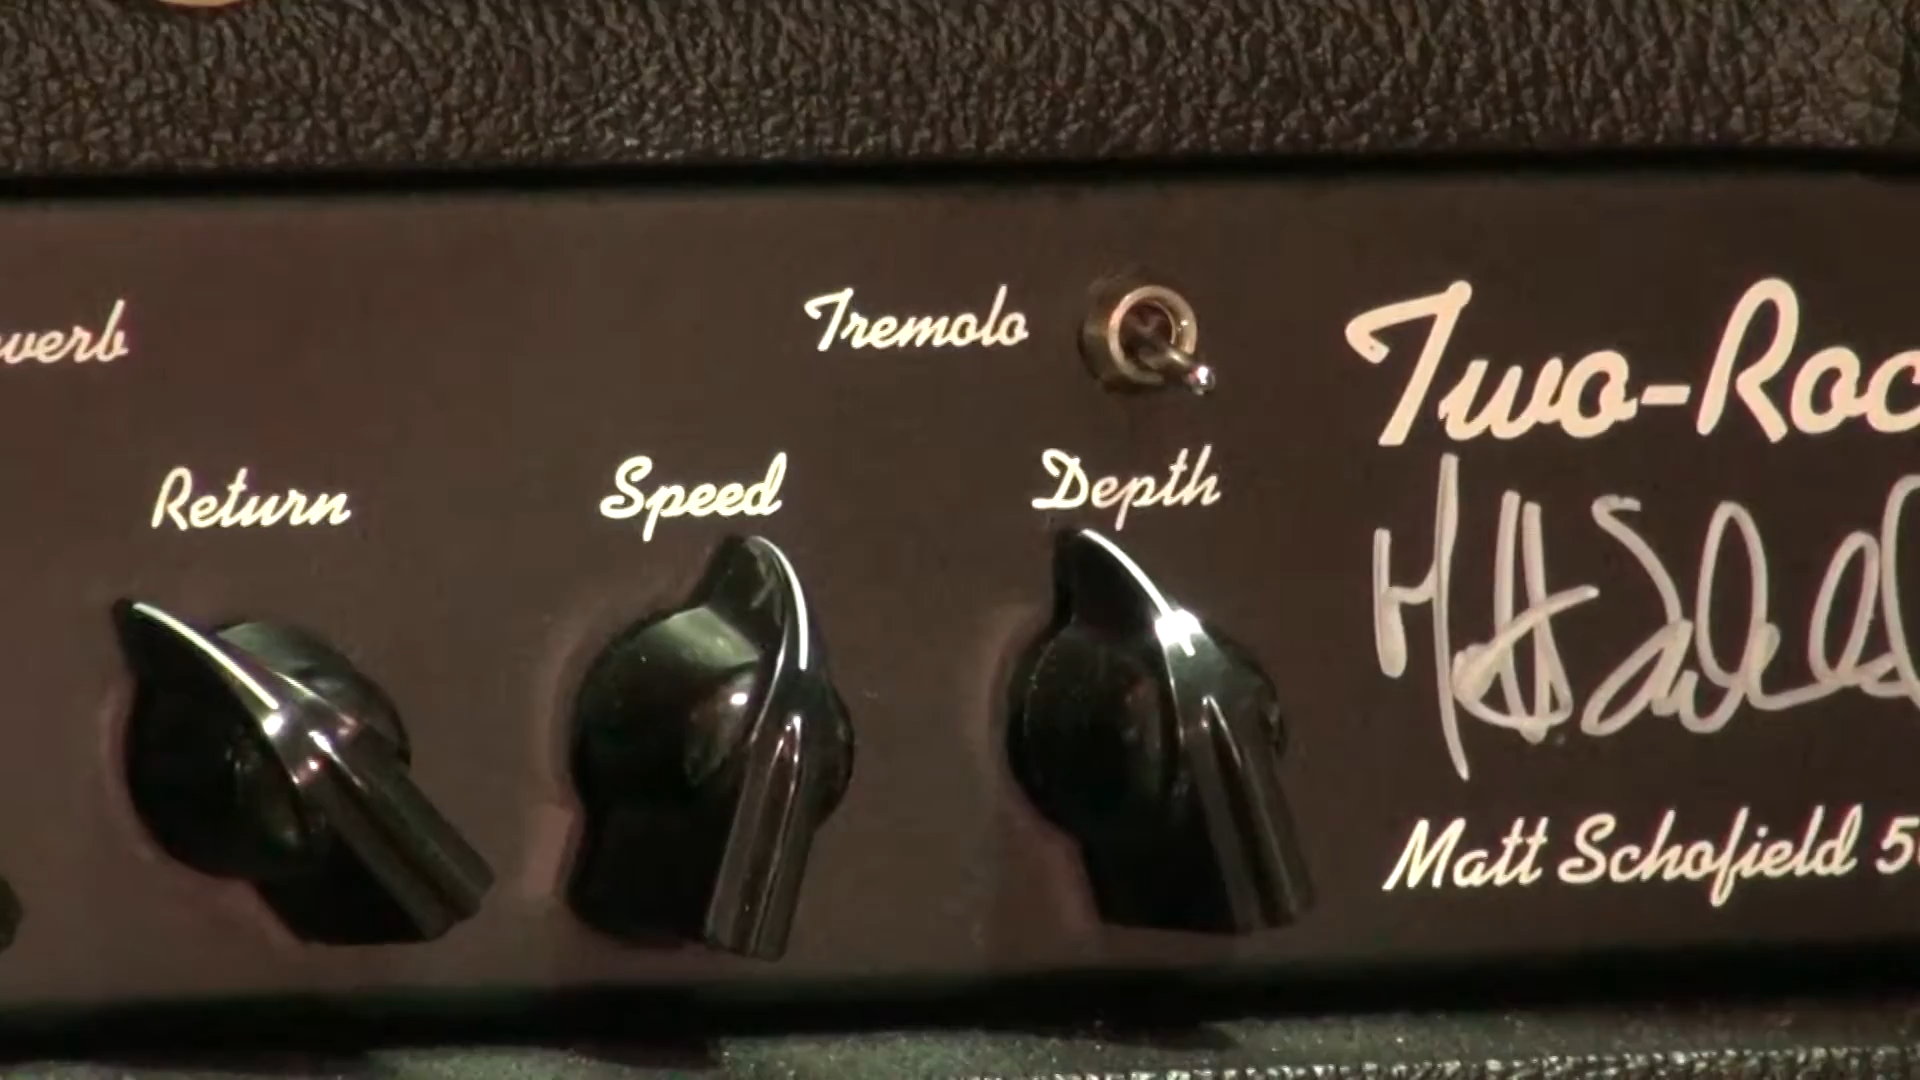 verb
Tremolo
Two-Roc
Return
Speed
Depth
Matt Schofield 5